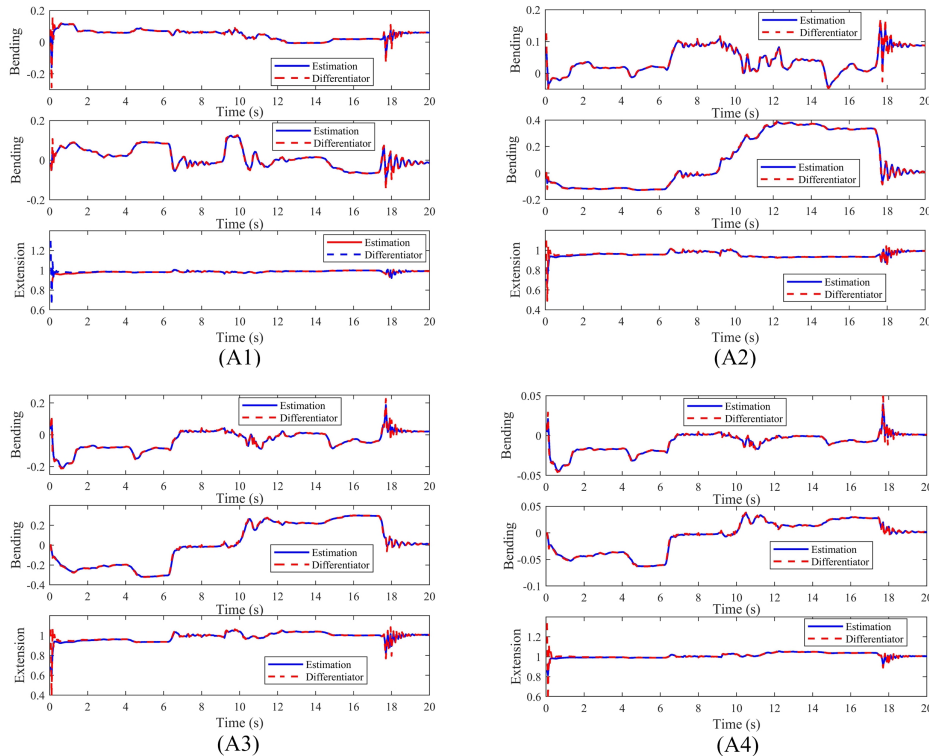 0.2
0
-0.2
Bending
Estimation
Differentiator
0 2 4 6 8 10 12 14 16 18 20
Time (s)
0.2
0
-0.2
Bending
Estimation
Differentiator
0 2 4 6 8 10 12 14 16 18 20
1.2
1
0.8
0.6
Extension
Estimation
Differentiator
0 2 4 6 8 10 12 14 16 18 20
Time (s)
(A1)
0.2
0.1
0
Bending
Estimation
Differentiator
0 2 4 6 8 10 12 14 16 18 20
Time (s)
0.4
0.2
0
-0.2
Bending
Estimation
Differentiator
0 2 4 6 8 10 12 14 16 18 20
1.2
1
0.8
0.6
0.4
Extension
Estimation
Differentiator
0 2 4 6 8 10 12 14 16 18 20
Time (s)
(A2)
0.2
0
-0.2
Bending
Estimation
Differentiator
0 2 4 6 8 10 12 14 16 18 20
Time (s)
0.2
0
-0.2
-0.4
Bending
Estimation
Differentiator
0 2 4 6 8 10 12 14 16 18 20
1
0.8
0.6
0.4
Extension
Estimation
Differentiator
0 2 4 6 8 10 12 14 16 18 20
Time (s)
(A3)
0.05
0
-0.05
Bending
Estimation
Differentiator
0 2 4 6 8 10 12 14 16 18 20
Time (s)
0.05
0
-0.05
-0.1
Bending
Estimation
Differentiator
0 2 4 6 8 10 12 14 16 18 20
1.2
1
0.8
0.6
Extension
Estimation
Differentiator
0 2 4 6 8 10 12 14 16 18 20
Time (s)
(A4)